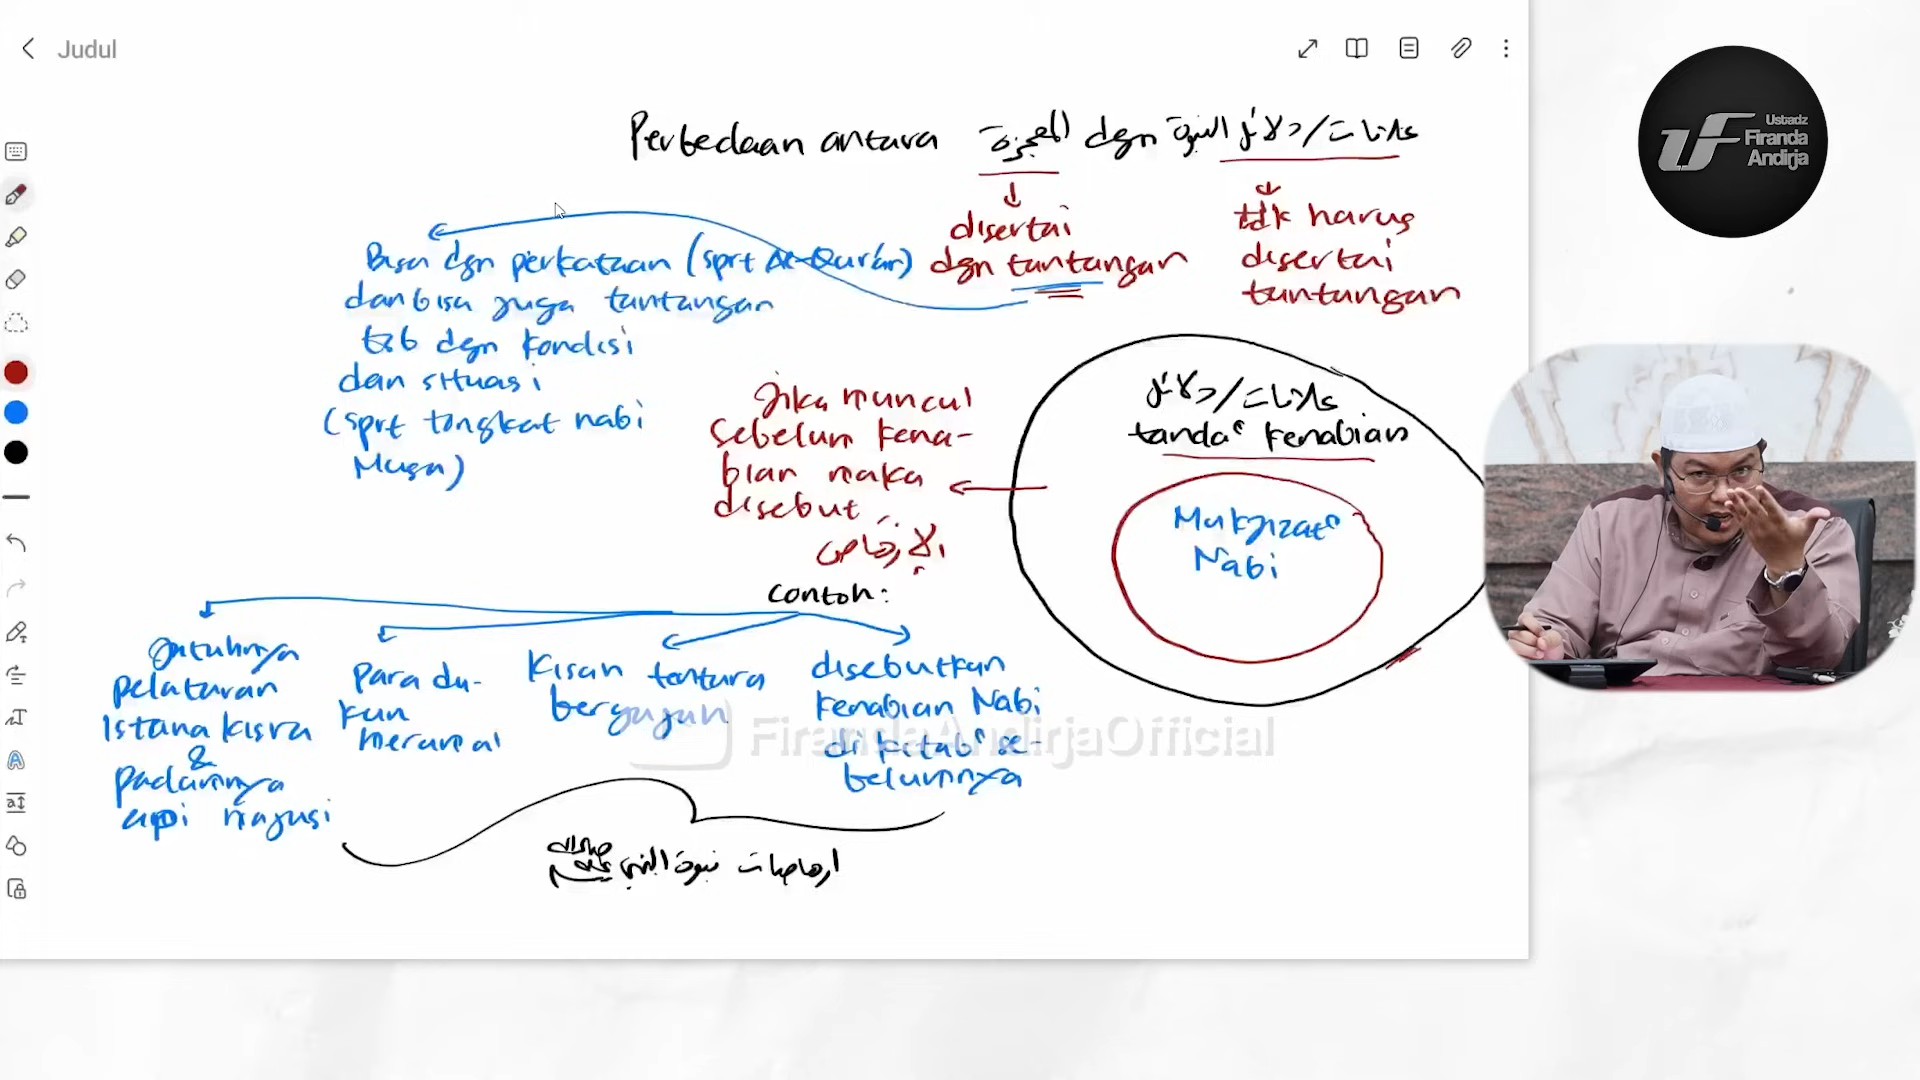 Judul
Ustadz
Firanda
Andirja
Perbedaan antara المعجزة dgn علامات/دلائل النبوة
disertai
dgn tantangan
tdk harus
disertai
tantangan
Bisa dgn perkataan (sprt Al-Qur'an)
dan bisa juga tantangan
tsb dgn kondisi
dan situasi
(sprt tongkat nabi
Musa)
Jika muncul
sebelum kena-
bian maka
disebut
الإرهاص
علامات/دلائل
tanda² kenabian
Mukjizat²
Nabi
contoh:
Jatuhnya
pelataran
Istana kisra
&
padamnya
api majusi
Para du-
kun
meramal
Kisah tentara
bergajah
disebutkan
kenabian Nabi
di kitab² se-
belumnya
FirandaAndirjaOfficial
ارهاصات نبوة النبي صلى الله عليه وسلم